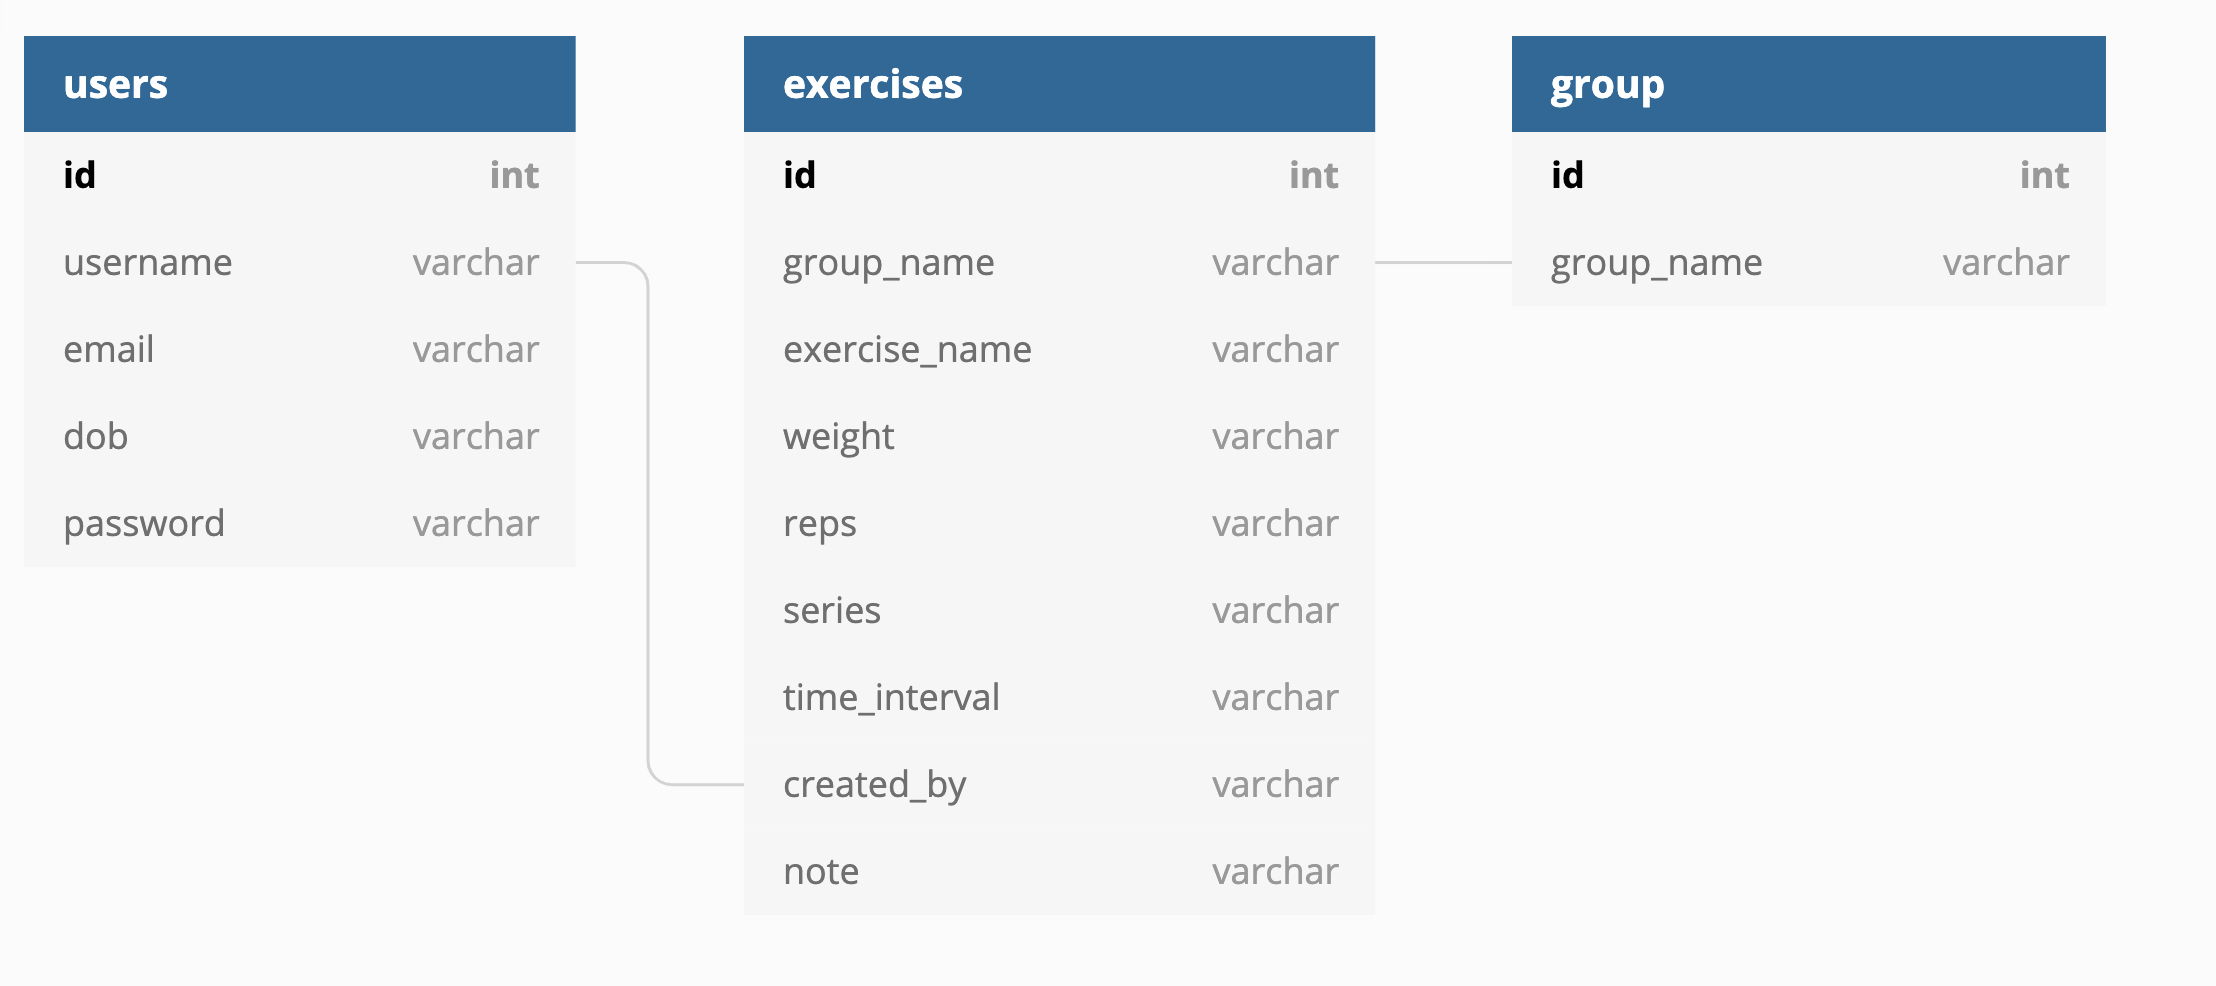 users
id int
username varchar
email varchar
dob varchar
password varchar
exercises
id int
group_name varchar
exercise_name varchar
weight varchar
reps varchar
series varchar
time_interval varchar
created_by varchar
note varchar
group
id int
group_name varchar